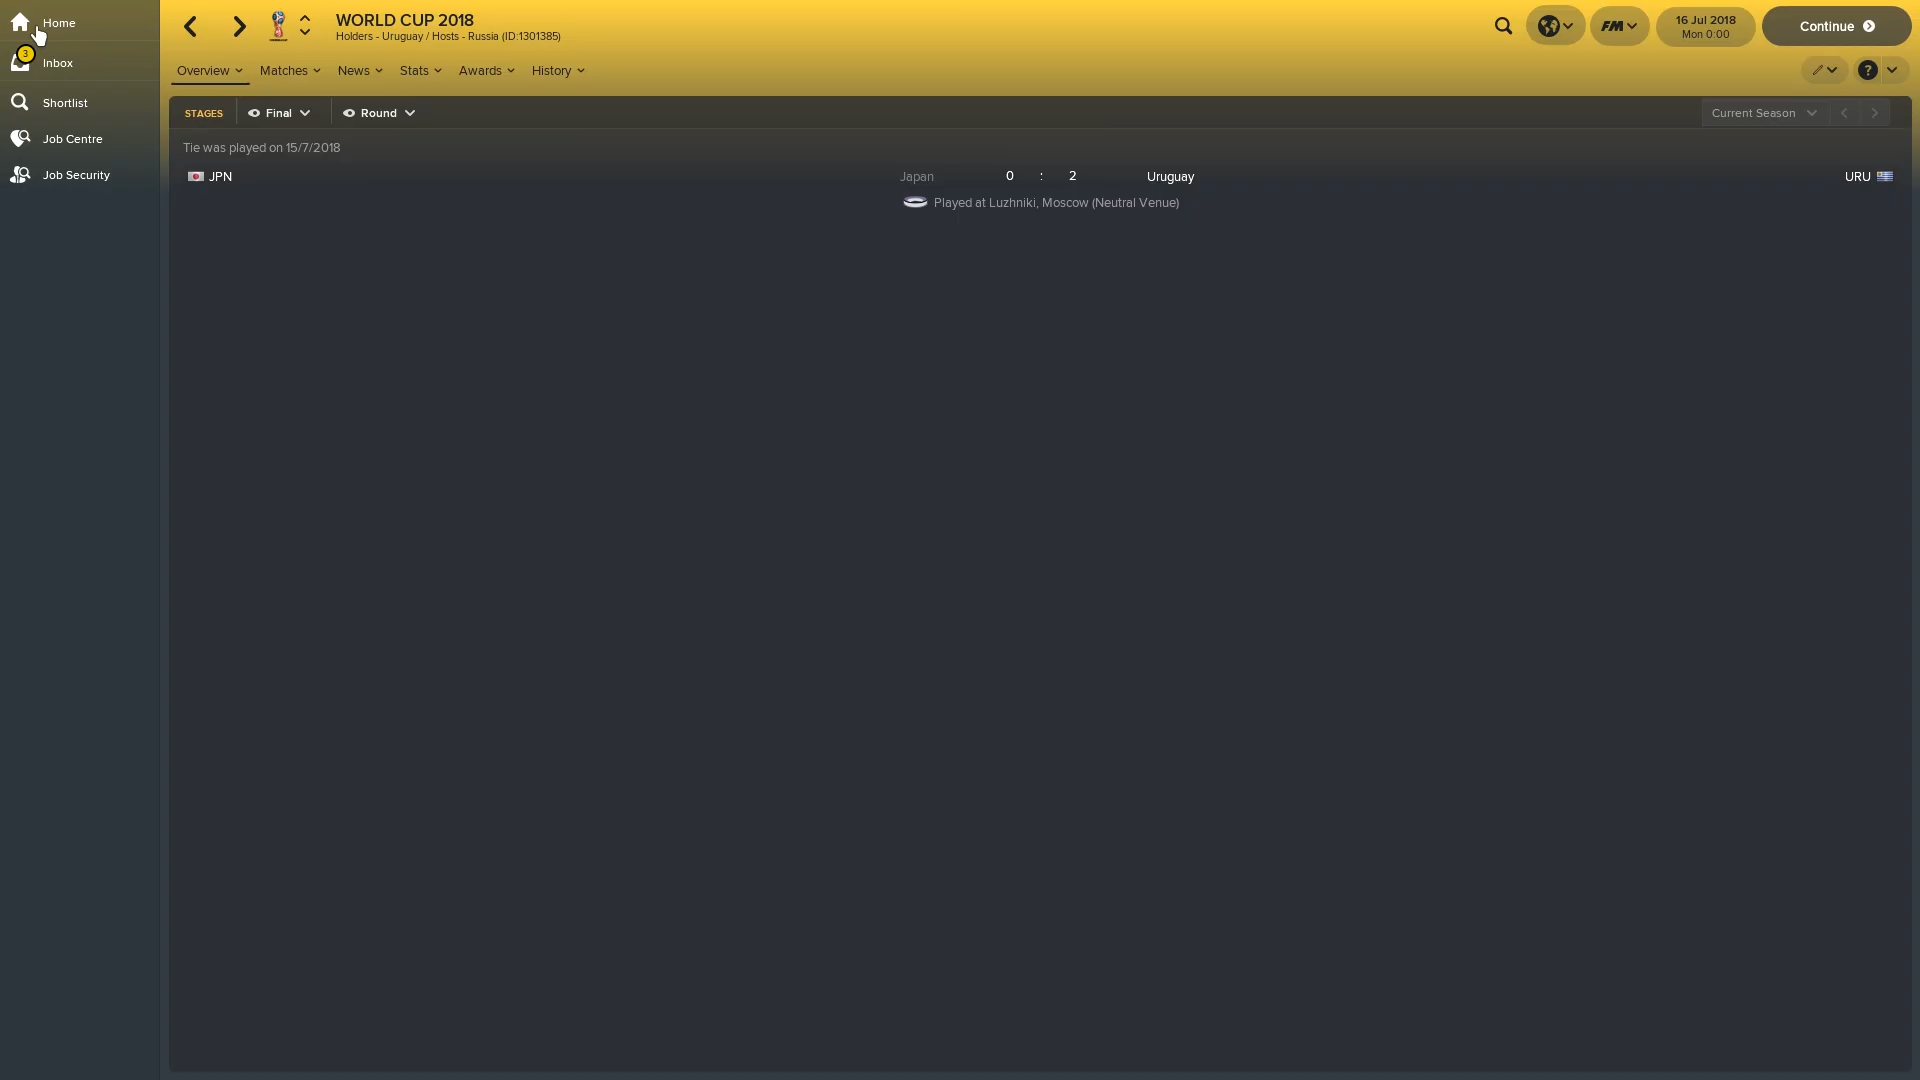 Home
3
Inbox
Shortlist
Job Centre
Job Security
WORLD CUP 2018
Holders - Uruguay / Hosts - Russia (ID:1301385)
FM
16 Jul 2018
Mon 0:00
Continue
Overview Matches News Stats Awards History
?
STAGES Final Round Current Season
Tie was played on 15/7/2018
JPN Japan 0 : 2 Uruguay URU
Played at Luzhniki, Moscow (Neutral Venue)